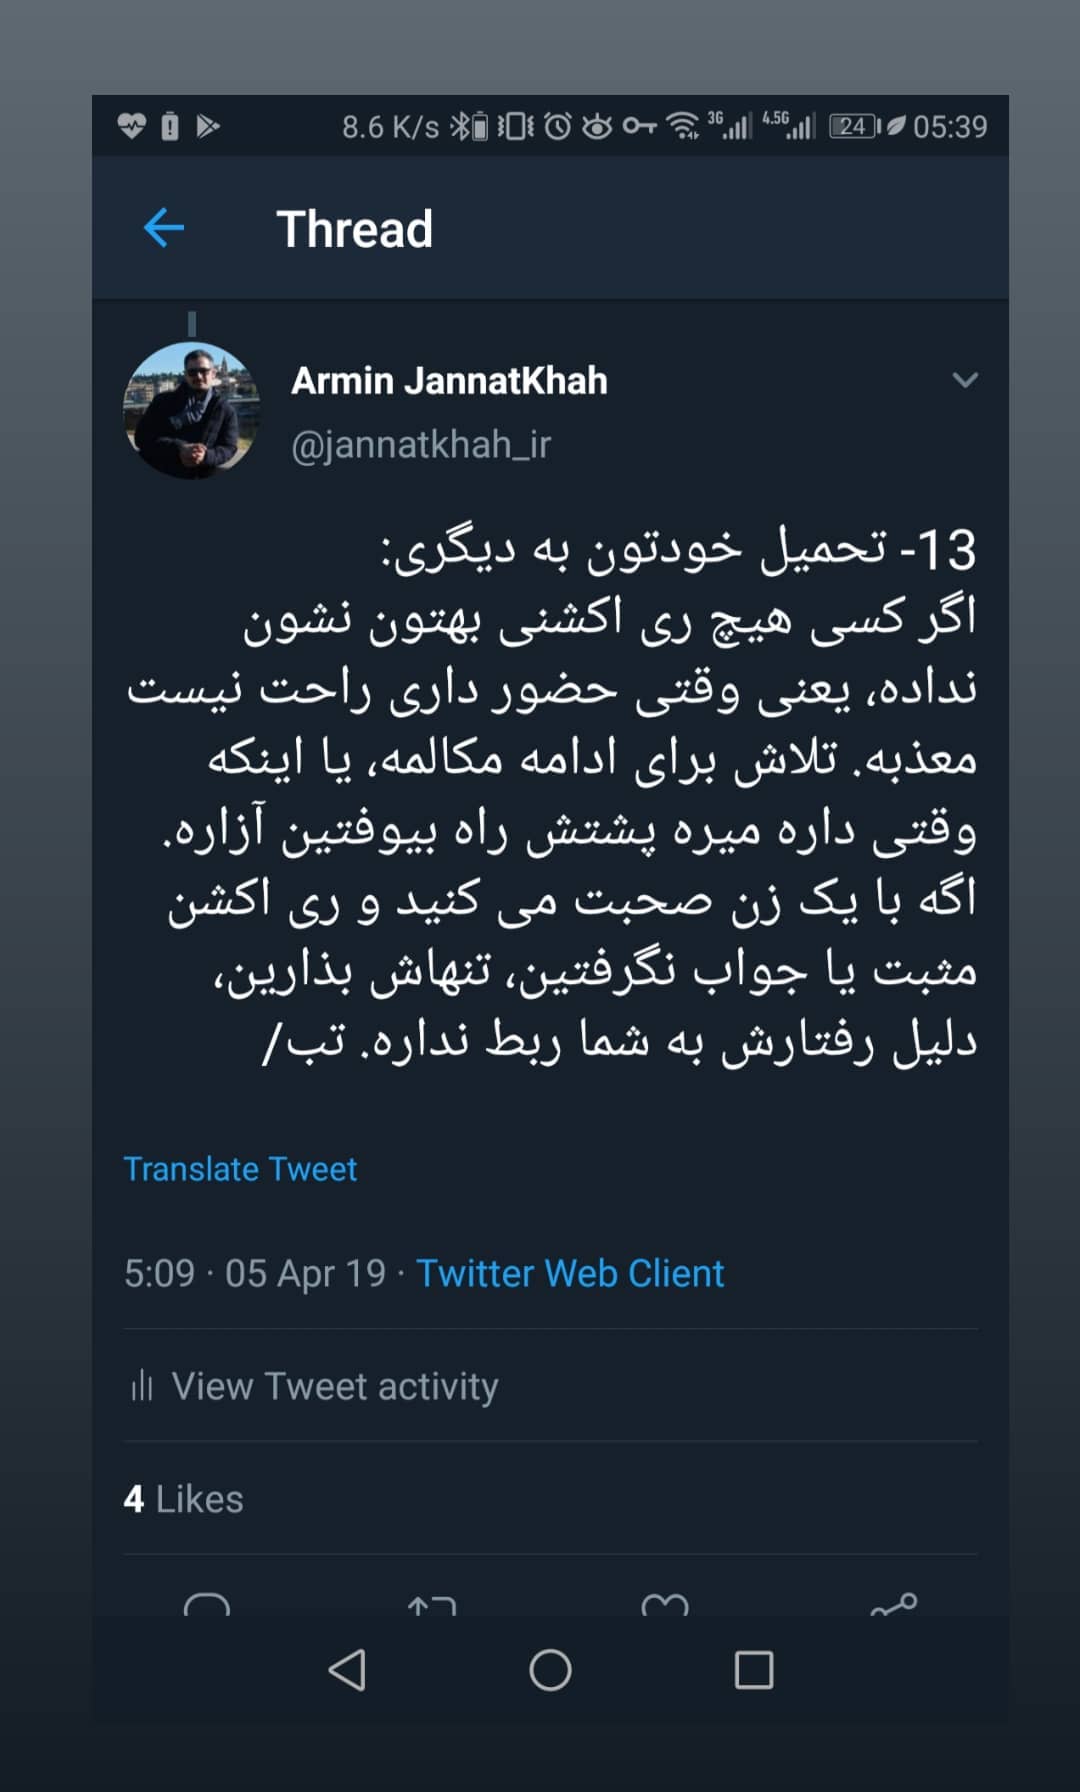 8.6 K/s 3G 4.5G 24 05:39
Thread
Armin JannatKhah
@jannatkhah_ir
13- تحمیل خودتون به دیگری:
اگر کسی هیچ ری اکشنی بهتون نشون
نداده، یعنی وقتی حضور داری راحت نیست
معذبه. تلاش برای ادامه مکالمه، یا اینکه
وقتی داره میره پشتش راه بیوفتین آزاره.
اگه با یک زن صحبت می کنید و ری اکشن
مثبت یا جواب نگرفتین، تنهاش بذارین،
دلیل رفتارش به شما ربط نداره. تب/
Translate Tweet
5:09 · 05 Apr 19 · Twitter Web Client
View Tweet activity
4 Likes